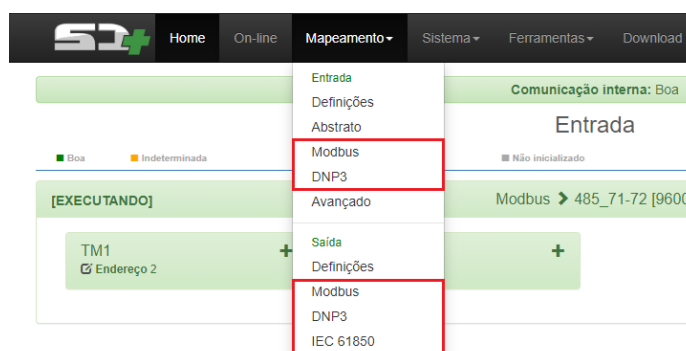 SD+ Home On-line Mapeamento Sistema Ferramentas Download
Entrada
Definições
Abstrato
Modbus
DNP3
Avançado
Saída
Definições
Modbus
DNP3
IEC 61850
Comunicação interna: Boa
Entrada
Boa Indeterminada Não inicializado
[EXECUTANDO] Modbus 485_71-72 [9600
TM1
Endereço 2